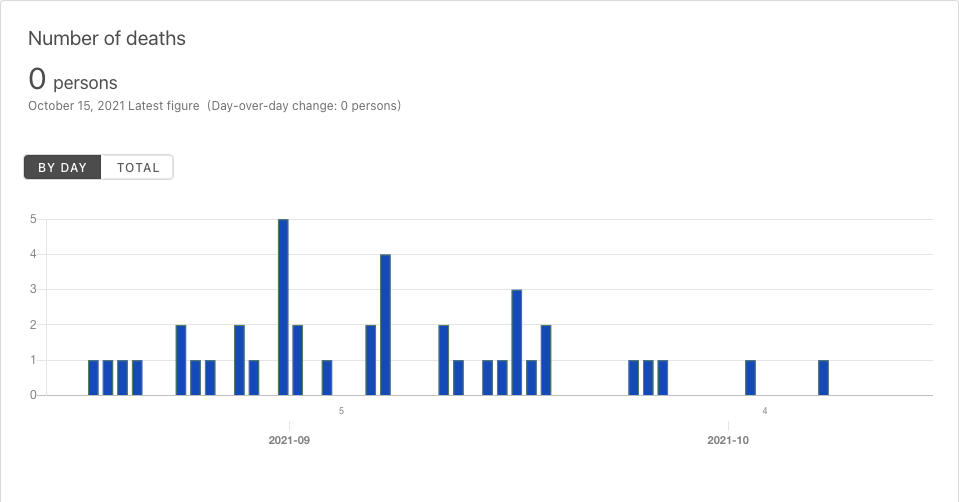 Number of deaths
0 persons
October 15, 2021 Latest figure (Day-over-day change: 0 persons)
BY DAY TOTAL
5
4
3
2
1
0
5 4
2021-09 2021-10